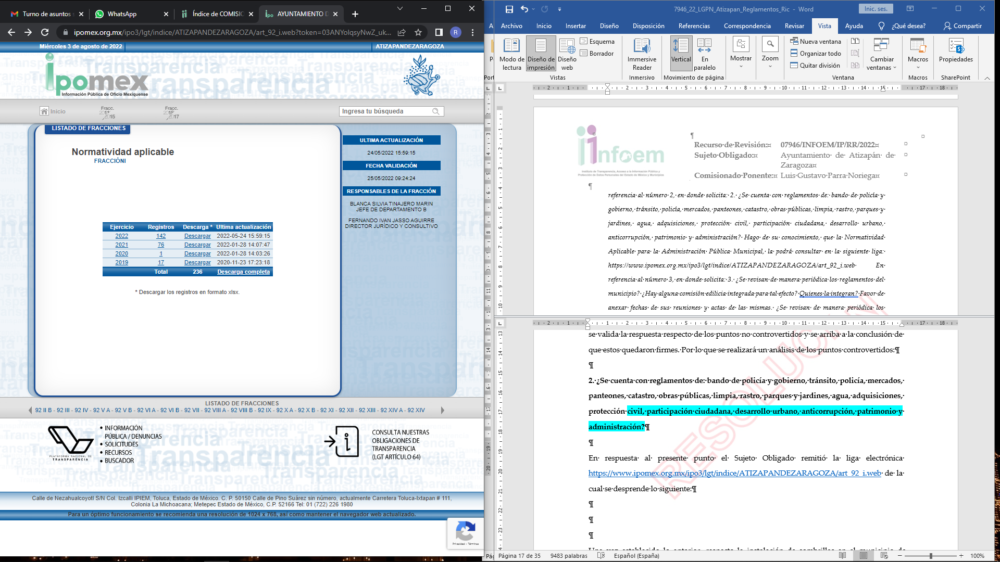 Turno de asuntos s
WhatsApp
Índice de COMISIO
AYUNTAMIENTO D
ipomex.org.mx/ipo3/lgt/indice/ATIZAPANDEZARAGOZA/art_92_i.web?token=03ANYolqsyNwZ_uk...
R
Miércoles 3 de agosto de 2022
ATIZAPANDEZARAGOZA
ipomex
Información Pública de Oficio Mexiquense
Inicio
Fracc.
2015
Fracc.
2017
Ingresa tu búsqueda
LISTADO DE FRACCIONES
Normatividad aplicable
FRACCIÓNI
Ejercicio Registros Descarga * Ultima actualización
2022 142 Descargar 2022-05-24 15:59:15
2021 76 Descargar 2022-01-28 14:07:47
2020 1 Descargar 2022-01-28 14:03:26
2019 17 Descargar 2020-11-23 17:23:18
Total 236 Descarga completa
* Descargar los registros en formato xlsx.
ULTIMA ACTUALIZACIÓN
24/05/2022 15:59:15
FECHA VALIDACIÓN
25/05/2022 09:24:24
RESPONSABLES DE LA FRACCIÓN
BLANCA SILVIA TINAJERO MARIN
JEFE DE DEPARTAMENTO B
FERNANDO IVAN JASSO AGUIRRE
DIRECTOR JURÍDICO Y CONSULTIVO
LISTADO DE FRACCIONES
92 II B - 92 III - 92 IV - 92 V A - 92 V B - 92 VI A - 92 VI B - 92 VII - 92 VIII A - 92 VIII B - 92 IX - 92 X A - 92 X B - 92 XI - 92 XII - 92 XIII - 92 XIV A - 92 XIV
PLATAFORMA NACIONAL DE
TRANSPARENCIA
• INFORMACIÓN
PÚBLICA / DENUNCIAS
• SOLICITUDES
• RECURSOS
• BUSCADOR
CONSULTA NUESTRAS
OBLIGACIONES DE
TRANSPARENCIA
(LGT ARTÍCULO 64)
Calle de Nezahualcoyotl S/N Col. Izcalli IPIEM, Toluca, Estado de México. C. P. 50150 Calle de Pino Suárez sin número, actualmente Carretera Toluca-Ixtapan # 111,
Colonia La Michoacana; Metepec Estado de México, C.P. 52166 Tel: 01 (722) 226 1980
Para un óptimo funcionamiento se recomienda una resolución de 1024 x 768, así como mantener el navegador web actualizado.
Privacidad - Términos
7946_22_LGPN_Atizapan_Reglamentos_Ric - Word
Inic. ses.
Archivo Inicio Insertar Diseño Disposición Referencias Correspondencia Revisar Vista Ayuda ¿Qué desea? Compartir
Modo de lectura
Diseño de impresión
Diseño web
Esquema
Borrador
Vistas
Immersive Reader
Inmersivo
Vertical
En paralelo
Movimiento de página
Mostrar
Zoom
Nueva ventana
Organizar todo
Quitar división
Cambiar ventanas
Ventana
Macros
Macros
Propiedades
SharePoint
infoem
Instituto de Transparencia, Acceso a la Información Pública y
Protección de Datos Personales del Estado de México y Municipios
Recurso de Revisión: 07946/INFOEM/IP/RR/2022
Sujeto Obligado: Ayuntamiento de Atizapán de
Zaragoza
Comisionado Ponente: Luis Gustavo Parra Noriega
referencia al número 2, en donde solicita: 2. ¿Se cuenta con reglamentos de: bando de policía y
gobierno, tránsito, policía, mercados, panteones, catastro, obras públicas, limpia, rastro, parques y
jardines, agua, adquisiciones, protección civil, participación ciudadana, desarrollo urbano,
anticorrupción, patrimonio y administración? Hago de su conocimiento, que la Normatividad
Aplicable para la Administración Pública Municipal, la podrá consultar en la siguiente liga:
https://www.ipomex.org.mx/ipo3/lgt/indice/ATIZAPANDEZARAGOZA/art_92_i.web En
referencia al número 3, en donde solicita: 3. ¿Se revisan de manera periódica los reglamentos del
municipio? ¿Hay alguna comisión edilicia integrada para tal efecto? Quienes la integran? Favor de
anexar fechas de sus reuniones y actas de las mismas. ¿Se revisan de manera periódica los
se valida la respuesta respecto de los puntos no controvertidos y se arriba a la conclusión de
que estos quedaron firmes. Por lo que se realizará un análisis de los puntos controvertidos:¶
¶
2. ¿Se cuenta con reglamentos de: bando de policía y gobierno, tránsito, policía, mercados,
panteones, catastro, obras públicas, limpia, rastro, parques y jardines, agua, adquisiciones,
protección civil, participación ciudadana, desarrollo urbano, anticorrupción, patrimonio y
administración?¶
¶
En respuesta al presente punto el Sujeto Obligado remitió la liga electrónica
https://www.ipomex.org.mx/ipo3/lgt/indice/ATIZAPANDEZARAGOZA/art_92_i.web de la
cual se desprende lo siguiente:¶
¶
¶
¶
Una vez establecido lo anterior, respecto la instalación de sombrillas en el municipio de
RESOLUCIN
Página 17 de 35 9483 palabras Español (España) 100%